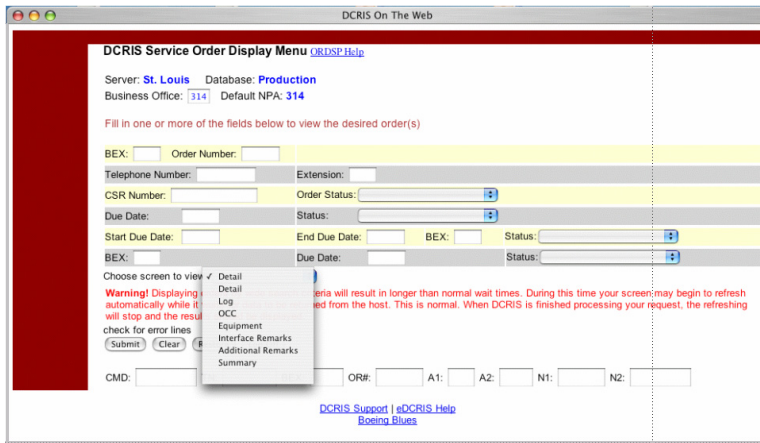 DCRIS On The Web
DCRIS Service Order Display Menu ORDSP Help
Server: St. Louis Database: Production
Business Office: 314 Default NPA: 314
Fill in one or more of the fields below to view the desired order(s)
BEX: Order Number:
Telephone Number: Extension:
CSR Number: Order Status:
Due Date: Status:
Start Due Date: End Due Date: BEX: Status:
BEX: Due Date: Status:
Choose screen to view ✓ Detail
Detail
Log
OCC
Equipment
Interface Remarks
Additional Remarks
Summary
Warning! Displaying teria will result in longer than normal wait times. During this time your screen may begin to refresh
automatically while it ned from the host. This is normal. When DCRIS is finished processing your request, the refreshing
will stop and the resul
check for error lines
Submit Clear R
CMD: OR#: A1: A2: N1: N2:
DCRIS Support | eDCRIS Help
Boeing Blues